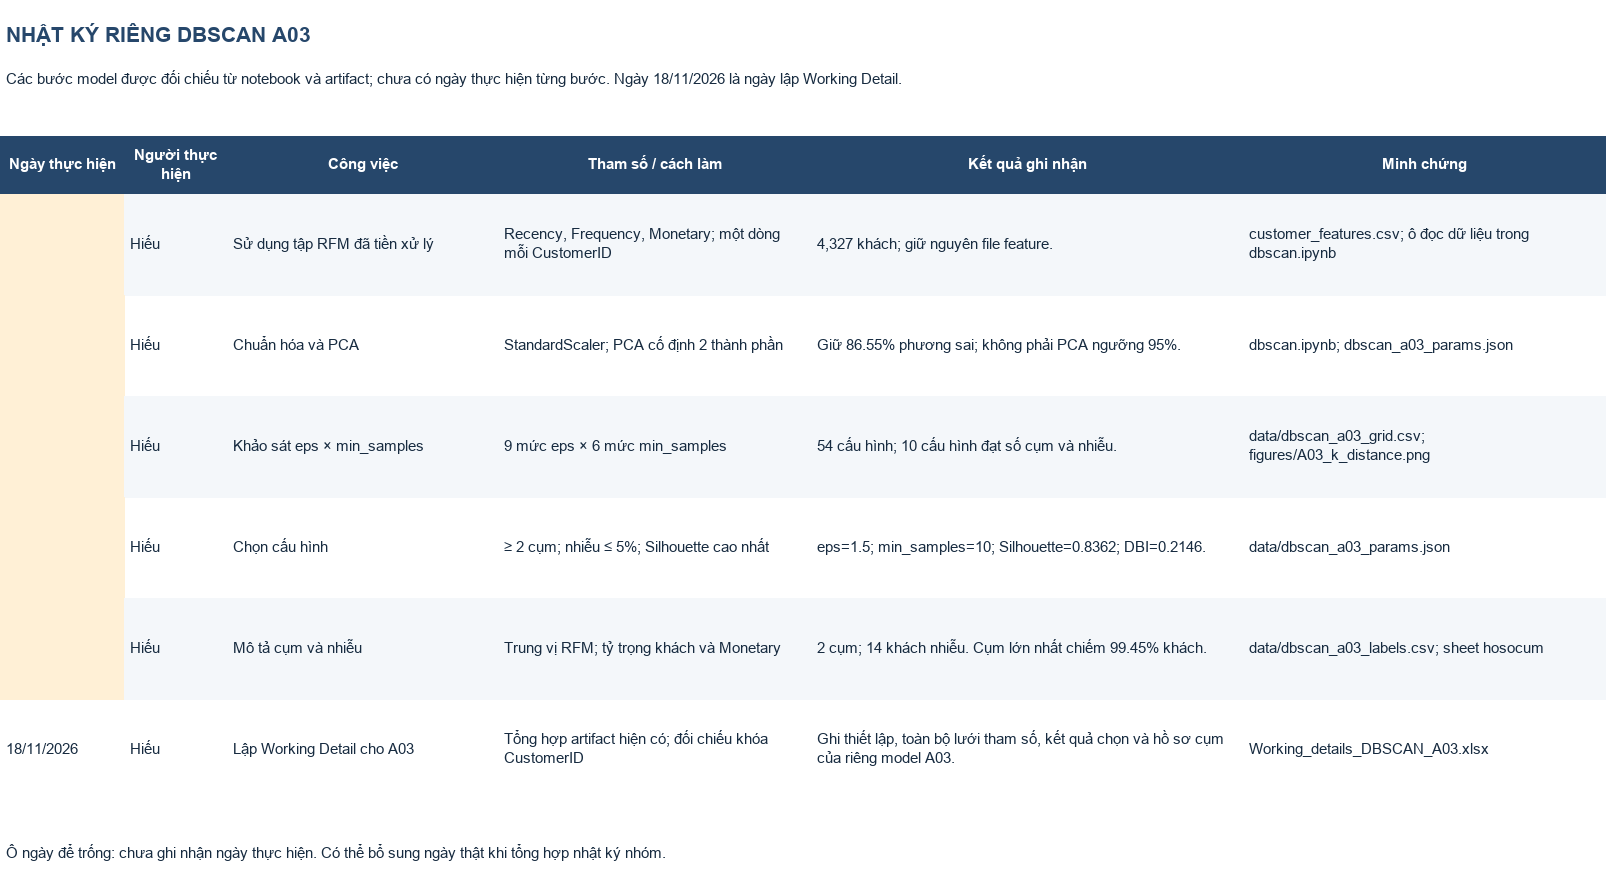 NHẬT KÝ RIÊNG DBSCAN A03
Các bước model được đối chiếu từ notebook và artifact; chưa có ngày thực hiện từng bước. Ngày 18/11/2026 là ngày lập Working Detail.
Ngày thực hiện
Người thực
hiện
Công việc
Tham số / cách làm
Kết quả ghi nhận
Minh chứng
Hiếu
Sử dụng tập RFM đã tiền xử lý
Recency, Frequency, Monetary; một dòng
mỗi CustomerID
4,327 khách; giữ nguyên file feature.
customer_features.csv; ô đọc dữ liệu trong
dbscan.ipynb
Hiếu
Chuẩn hóa và PCA
StandardScaler; PCA cố định 2 thành phần
Giữ 86.55% phương sai; không phải PCA ngưỡng 95%.
dbscan.ipynb; dbscan_a03_params.json
Hiếu
Khảo sát eps × min_samples
9 mức eps × 6 mức min_samples
54 cấu hình; 10 cấu hình đạt số cụm và nhiễu.
data/dbscan_a03_grid.csv;
figures/A03_k_distance.png
Hiếu
Chọn cấu hình
≥ 2 cụm; nhiễu ≤ 5%; Silhouette cao nhất
eps=1.5; min_samples=10; Silhouette=0.8362; DBI=0.2146.
data/dbscan_a03_params.json
Hiếu
Mô tả cụm và nhiễu
Trung vị RFM; tỷ trọng khách và Monetary
2 cụm; 14 khách nhiễu. Cụm lớn nhất chiếm 99.45% khách.
data/dbscan_a03_labels.csv; sheet hosocum
18/11/2026
Hiếu
Lập Working Detail cho A03
Tổng hợp artifact hiện có; đối chiếu khóa
CustomerID
Ghi thiết lập, toàn bộ lưới tham số, kết quả chọn và hồ sơ cụm
của riêng model A03.
Working_details_DBSCAN_A03.xlsx
Ô ngày để trống: chưa ghi nhận ngày thực hiện. Có thể bổ sung ngày thật khi tổng hợp nhật ký nhóm.